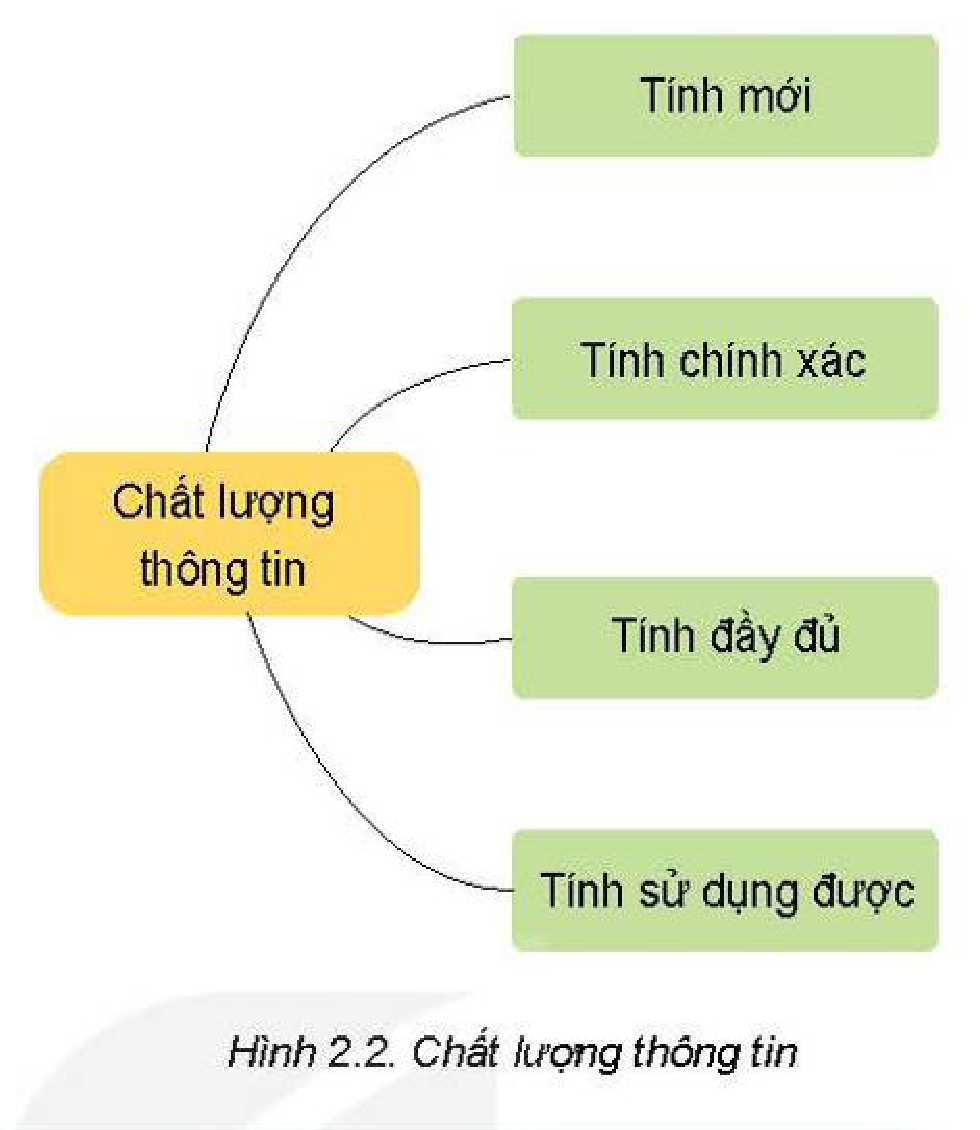 Tính mới
Tính chính xác
Chất lượng
thông tin
Tính đầy đủ
Tính sử dụng được
Hình 2.2. Chất lượng thông tin